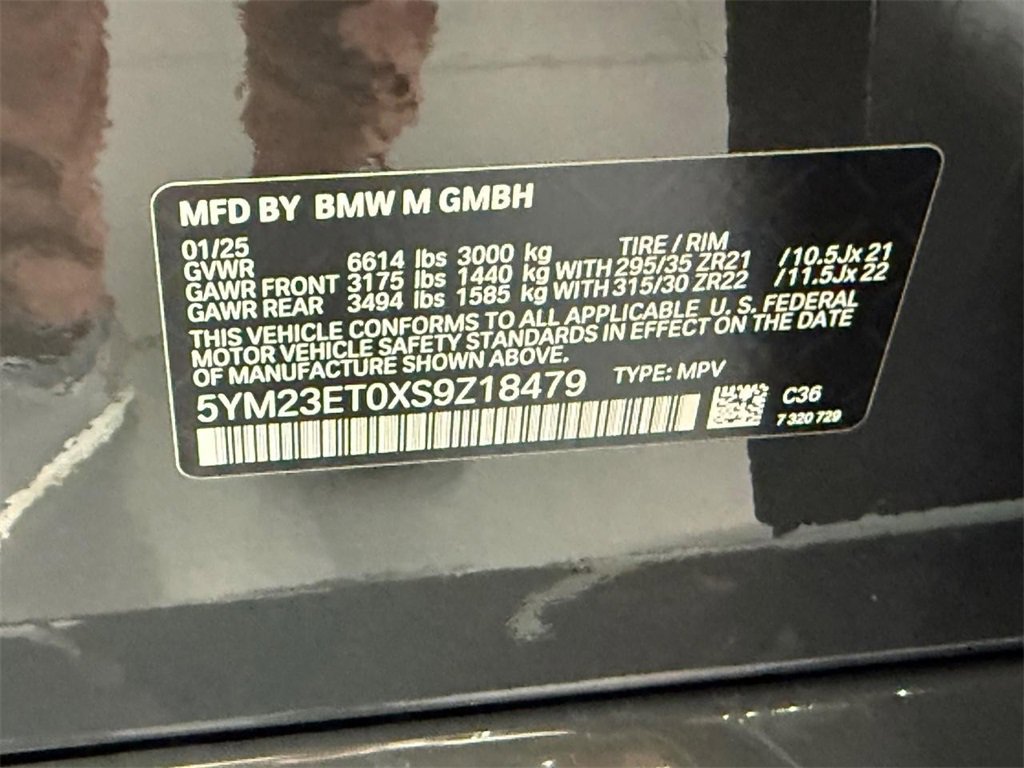 MFD BY BMW M GMBH
01/25 TIRE / RIM
GVWR 6614 lbs 3000 kg
GAWR FRONT 3175 lbs 1440 kg WITH 295/35 ZR21 /10.5Jx 21
GAWR REAR 3494 lbs 1585 kg WITH 315/30 ZR22 /11.5Jx 22
THIS VEHICLE CONFORMS TO ALL APPLICABLE U. S. FEDERAL
MOTOR VEHICLE SAFETY STANDARDS IN EFFECT ON THE DATE
OF MANUFACTURE SHOWN ABOVE.
5YM23ET0XS9Z18479 TYPE: MPV
C36
7 320 729